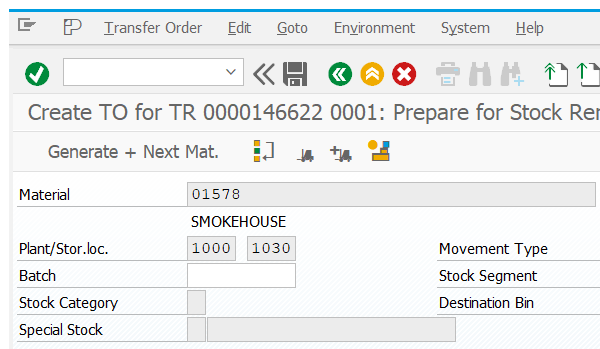 Transfer Order Edit Goto Environment System Help
Create TO for TR 0000146622 0001: Prepare for Stock Rem
Generate + Next Mat.
Material 01578
SMOKEHOUSE
Plant/Stor.loc. 1000 1030 Movement Type
Batch Stock Segment
Stock Category Destination Bin
Special Stock